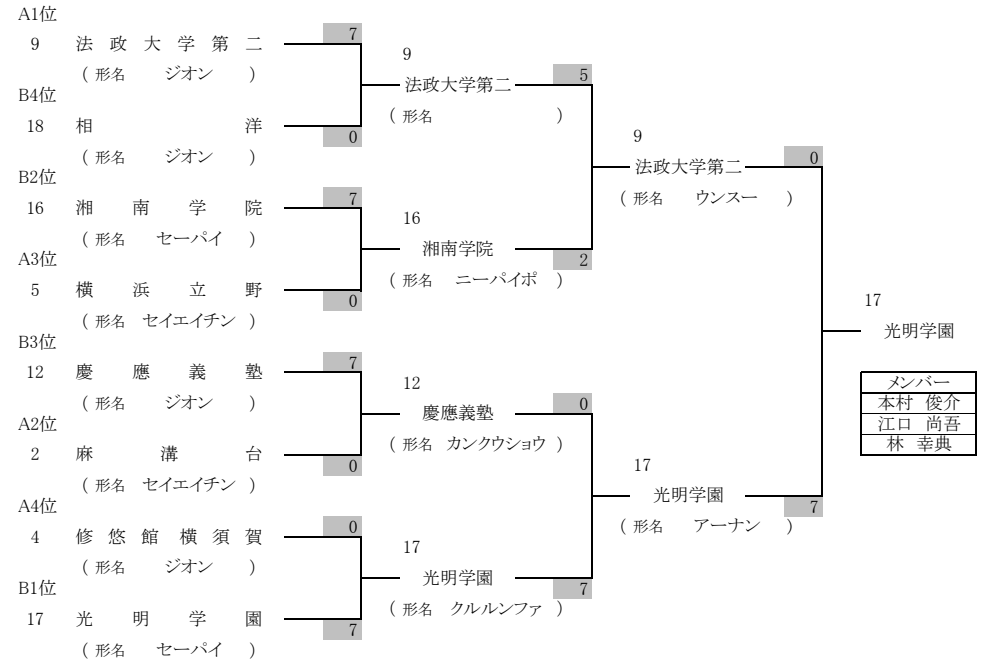 A1位
9 法政大学第二 7
( 形名 ジオン )
B4位
18 相洋 0
( 形名 ジオン )
B2位
16 湘南学院 7
( 形名 セーパイ )
A3位
5 横浜立野 0
( 形名 セイエイチン )
B3位
12 慶應義塾 7
( 形名 ジオン )
A2位
2 麻溝台 0
( 形名 セイエイチン )
A4位
4 修悠館横須賀 0
( 形名 ジオン )
B1位
17 光明学園 7
( 形名 セーパイ )
9
法政大学第二 5
( 形名 )
16
湘南学院 2
( 形名 ニーパイポ )
12
慶應義塾 0
( 形名 カンクウショウ )
17
光明学園 7
( 形名 クルルンファ )
9
法政大学第二 0
( 形名 ウンスー )
17
光明学園 7
( 形名 アーナン )
17
光明学園
メンバー
本村 俊介
江口 尚吾
林 幸典